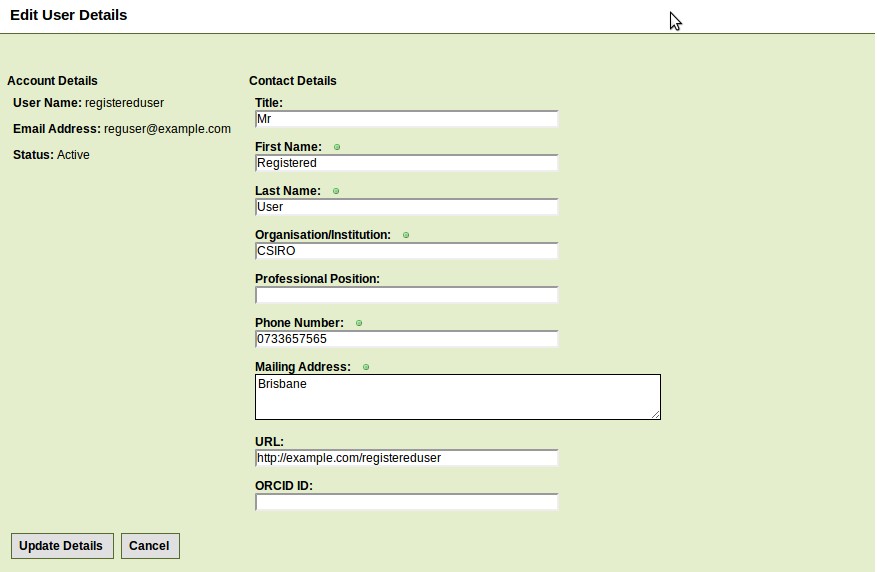 Edit User Details
Account Details
User Name: registereduser
Email Address: reguser@example.com
Status: Active
Contact Details
Title:
Mr
First Name:
Registered
Last Name:
User
Organisation/Institution:
CSIRO
Professional Position:
Phone Number:
0733657565
Mailing Address:
Brisbane
URL:
http://example.com/registereduser
ORCID ID:
Update Details
Cancel